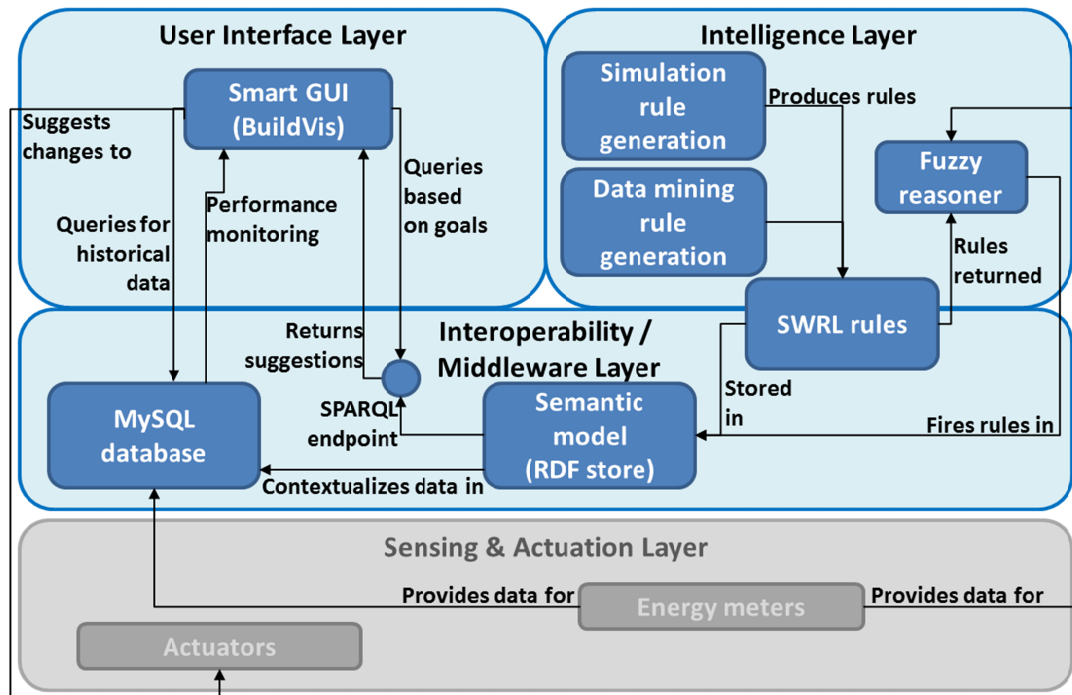 User Interface Layer
Intelligence Layer
Smart GUI
(BuildVis)
Suggests
changes to
Queries for
historical
data
Performance
monitoring
Queries
based
on goals
Simulation
rule
generation
Produces rules
Data mining
rule
generation
Fuzzy
reasoner
Rules
returned
SWRL rules
Interoperability /
Middleware Layer
Returns
suggestions
SPARQL
endpoint
MySQL
database
Semantic
model
(RDF store)
Stored
in
Fires rules in
Contextualizes data in
Sensing & Actuation Layer
Provides data for
Energy meters
Provides data for
Actuators